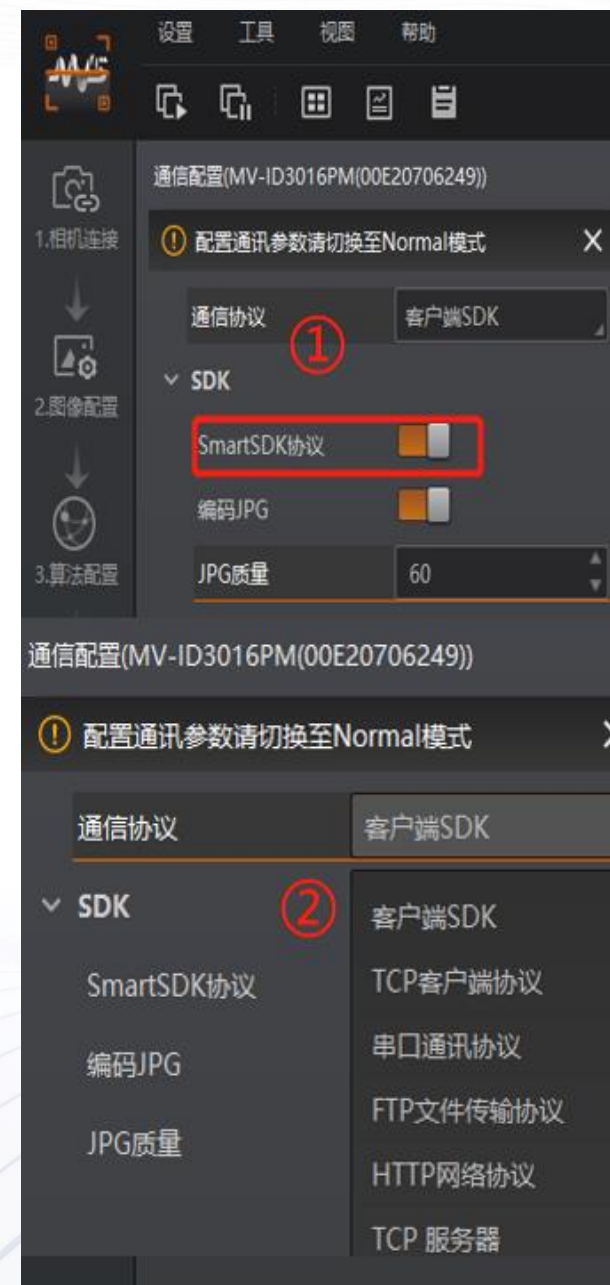 设置 工具 视图 帮助
MVS
通信配置(MV-ID3016PM(00E20706249))
1.相机连接
配置通讯参数请切换至Normal模式
通信协议 客户端SDK
①
SDK
2.图像配置
SmartSDK协议
编码JPG
3.算法配置
JPG质量 60
通信配置(MV-ID3016PM(00E20706249))
配置通讯参数请切换至Normal模式
通信协议 客户端SDK
SDK
②
客户端SDK
SmartSDK协议
TCP客户端协议
编码JPG
串口通讯协议
JPG质量
FTP文件传输协议
HTTP网络协议
TCP 服务器